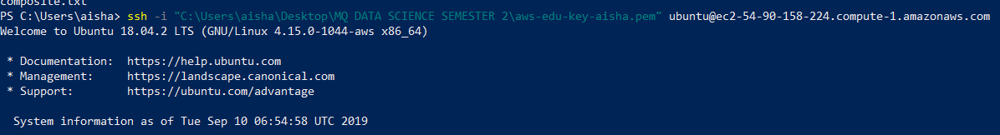 composite.txt
PS C:\Users\aisha> ssh -i "C:\Users\aisha\Desktop\MQ DATA SCIENCE SEMESTER 2\aws-edu-key-aisha.pem" ubuntu@ec2-54-90-158-224.compute-1.amazonaws.com
Welcome to Ubuntu 18.04.2 LTS (GNU/Linux 4.15.0-1044-aws x86_64)
* Documentation:  https://help.ubuntu.com
* Management:     https://landscape.canonical.com
* Support:        https://ubuntu.com/advantage
System information as of Tue Sep 10 06:54:58 UTC 2019